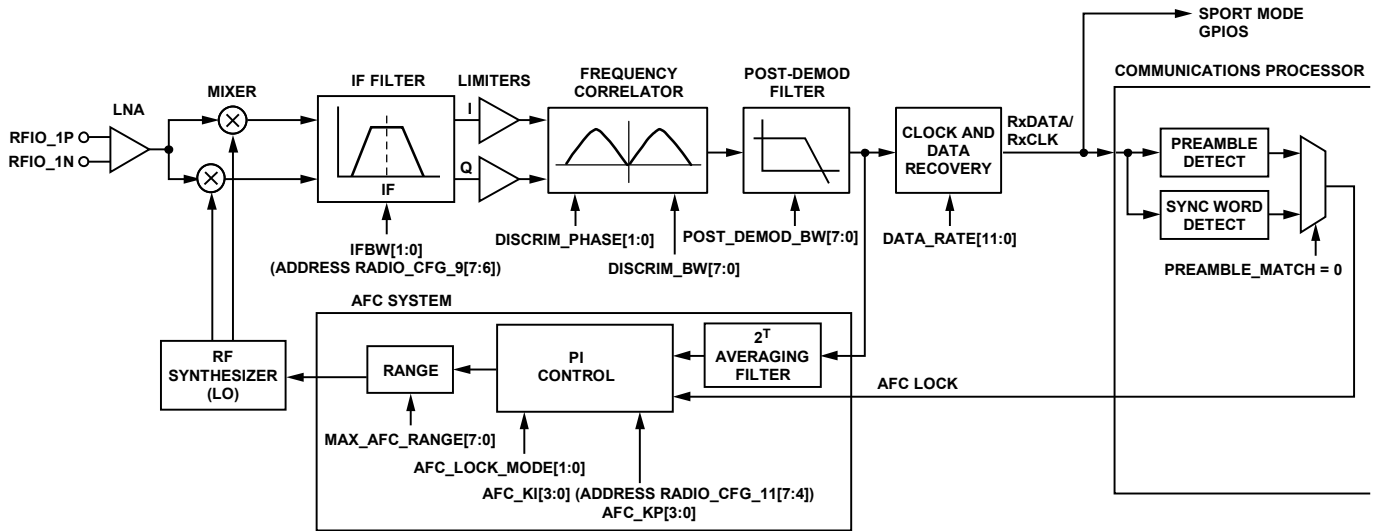 SPORT MODE
GPIOS
COMMUNICATIONS PROCESSOR
LNA
MIXER
IF FILTER
LIMITERS
FREQUENCY
CORRELATOR
POST-DEMOD
FILTER
RFIO_1P
RFIO_1N
I
Q
IF
CLOCK AND
DATA
RECOVERY
RxDATA/
RxCLK
PREAMBLE
DETECT
SYNC WORD
DETECT
IFBW[1:0]
(ADDRESS RADIO_CFG_9[7:6])
DISCRIM_PHASE[1:0]
DISCRIM_BW[7:0]
POST_DEMOD_BW[7:0]
DATA_RATE[11:0]
PREAMBLE_MATCH = 0
AFC SYSTEM
RF
SYNTHESIZER
(LO)
RANGE
PI
CONTROL
2T
AVERAGING
FILTER
AFC LOCK
MAX_AFC_RANGE[7:0]
AFC_LOCK_MODE[1:0]
AFC_KI[3:0] (ADDRESS RADIO_CFG_11[7:4])
AFC_KP[3:0]